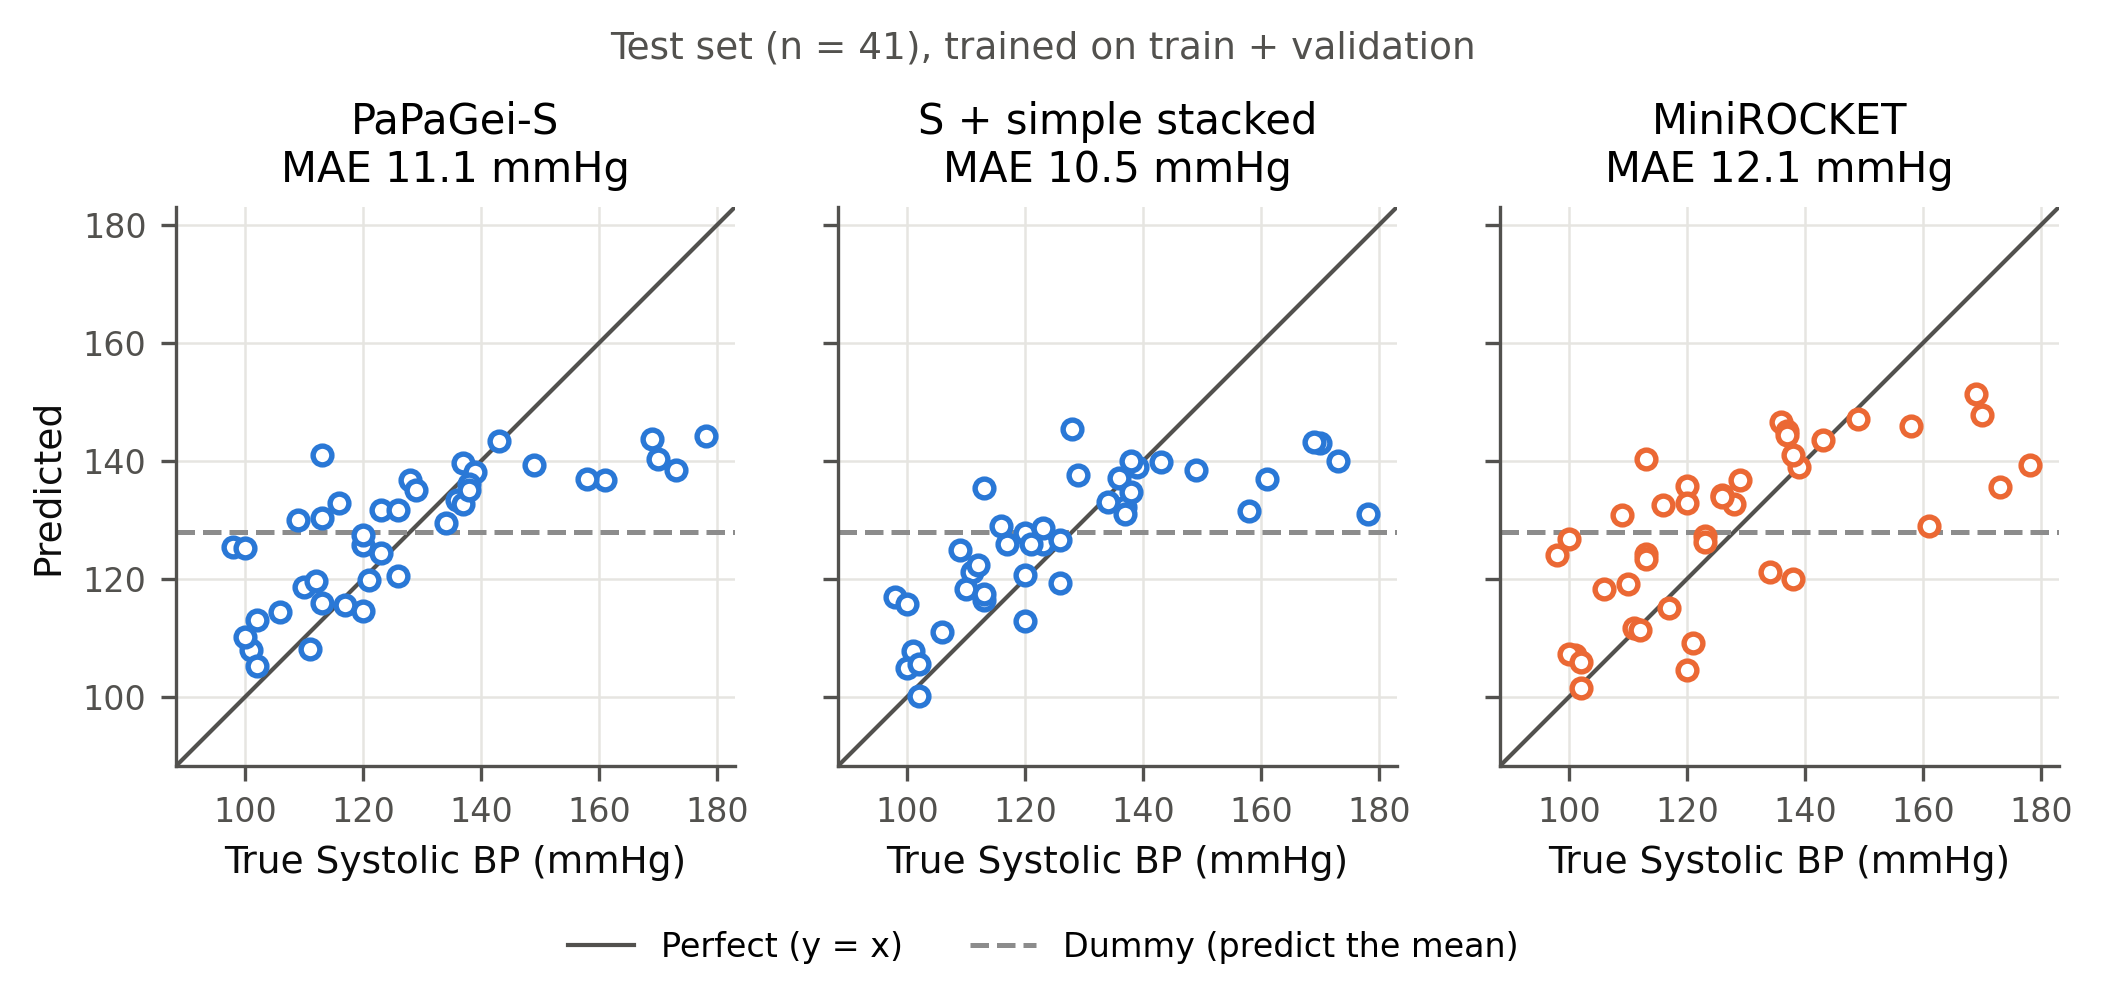 Test set (n = 41), trained on train + validation
PaPaGei-S
MAE 11.1 mmHg
S + simple stacked
MAE 10.5 mmHg
MiniROCKET
MAE 12.1 mmHg
Predicted
180
160
140
120
100
100 120 140 160 180
100 120 140 160 180
100 120 140 160 180
True Systolic BP (mmHg)
True Systolic BP (mmHg)
True Systolic BP (mmHg)
Perfect (y = x)
Dummy (predict the mean)